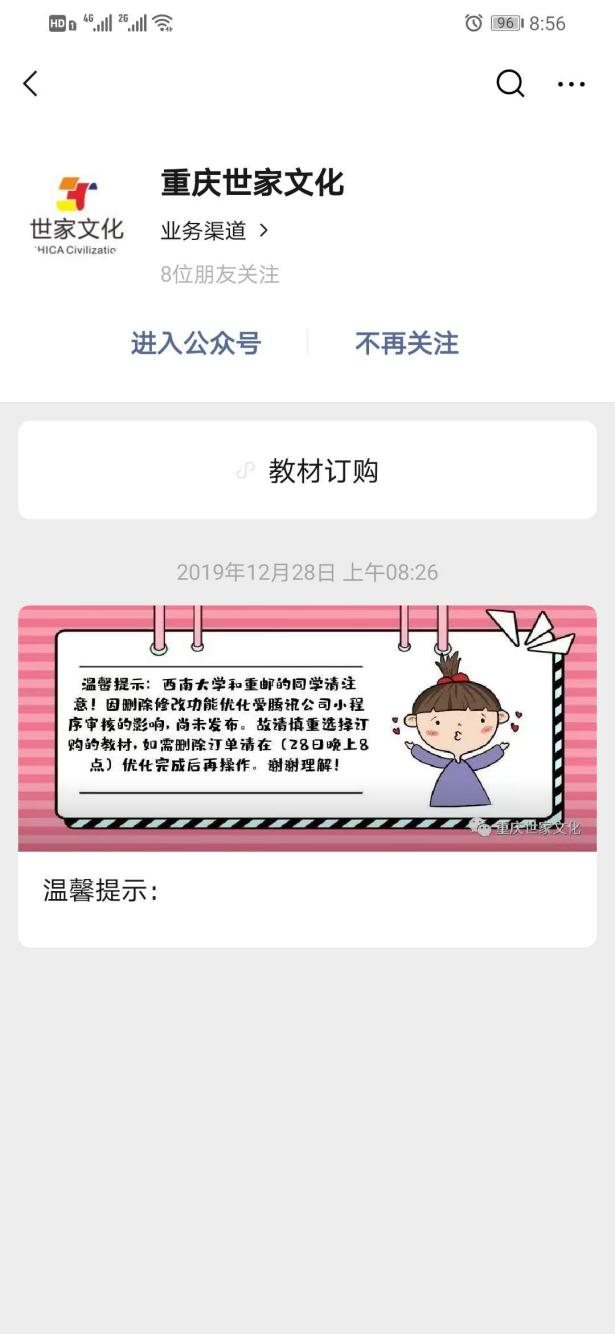 HD 1 4G 2G 96 8:56
重庆世家文化
世家文化
HICA Civilizatio
业务渠道
8位朋友关注
进入公众号 不再关注
教材订购
2019年12月28日 上午08:26
温馨提示：西南大学和重邮的同学请注
意！因删除修改功能优化受腾讯公司小程
序审核的影响，尚未发布。故请慎重选择订
购的教材，如需删除订单请在（28日晚上8
点）优化完成后再操作。谢谢理解！
重庆世家文化
温馨提示：